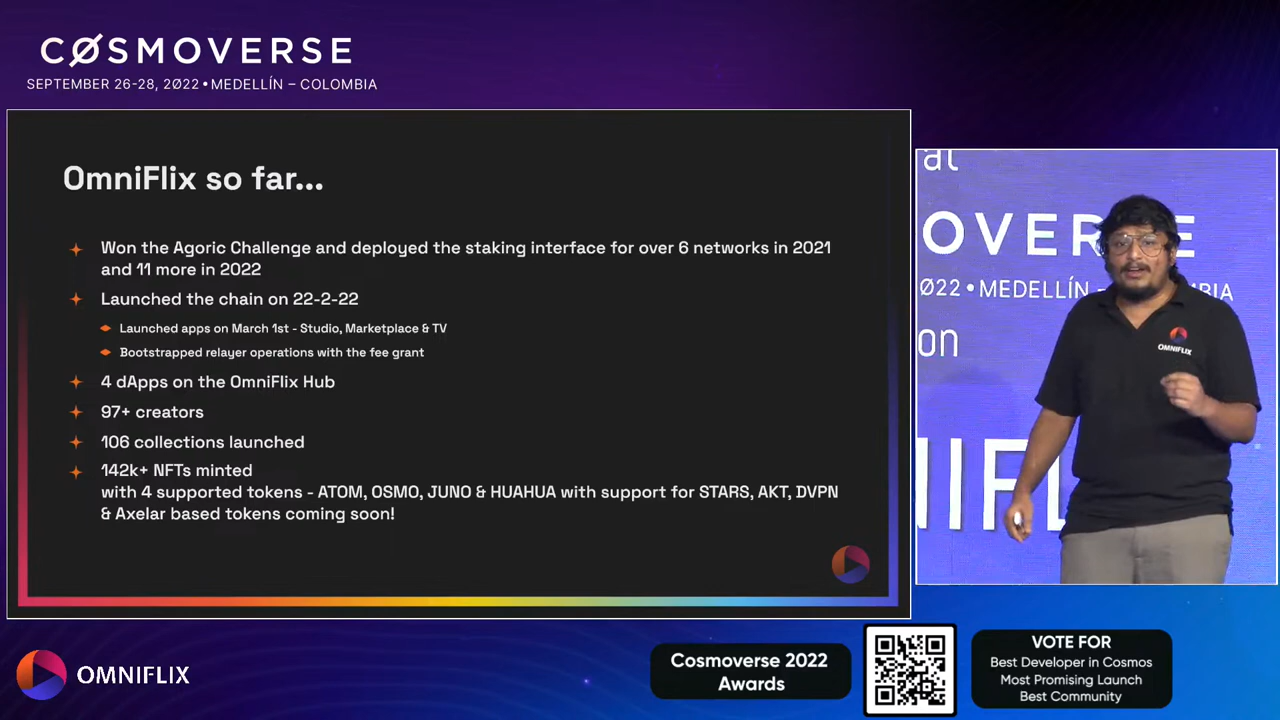 CØSMOVERSE
SEPTEMBER 26-28, 2Ø22 • MEDELLÍN – COLOMBIA
OmniFlix so far...
Won the Agoric Challenge and deployed the staking interface for over 6 networks in 2021
and 11 more in 2022
Launched the chain on 22-2-22
Launched apps on March 1st - Studio, Marketplace & TV
Bootstrapped relayer operations with the fee grant
4 dApps on the OmniFlix Hub
97+ creators
106 collections launched
142k+ NFTs minted
with 4 supported tokens - ATOM, OSMO, JUNO & HUAHUA with support for STARS, AKT, DVPN
& Axelar based tokens coming soon!
at
OVER E
Ø22 • MEDELLÍN – BIA
on
NIFL
OMNIFLIX
OMNIFLIX
Cosmoverse 2022
Awards
VOTE FOR
Best Developer in Cosmos
Most Promising Launch
Best Community